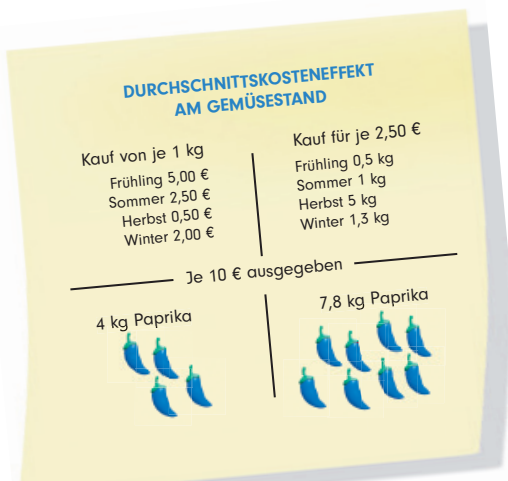 DURCHSCHNITTSKOSTENEFFEKT
AM GEMÜSESTAND
Kauf von je 1 kg
Frühling 5,00 €
Sommer 2,50 €
Herbst 0,50 €
Winter 2,00 €
Kauf für je 2,50 €
Frühling 0,5 kg
Sommer 1 kg
Herbst 5 kg
Winter 1,3 kg
Je 10 € ausgegeben
4 kg Paprika
7,8 kg Paprika